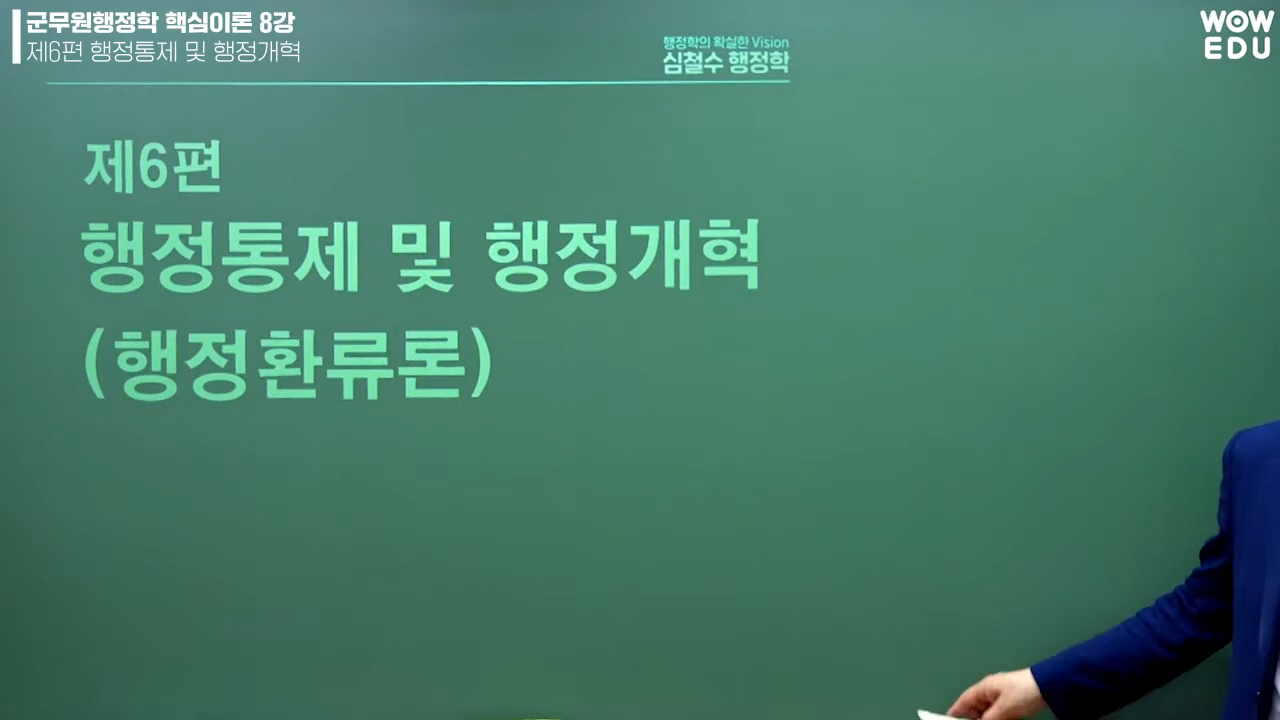 군무원행정학 핵심이론 8강
제6편 행정통제 및 행정개혁
행정학의 확실한 Vision
심철수 행정학
WOW
EDU
제6편
행정통제 및 행정개혁
(행정환류론)